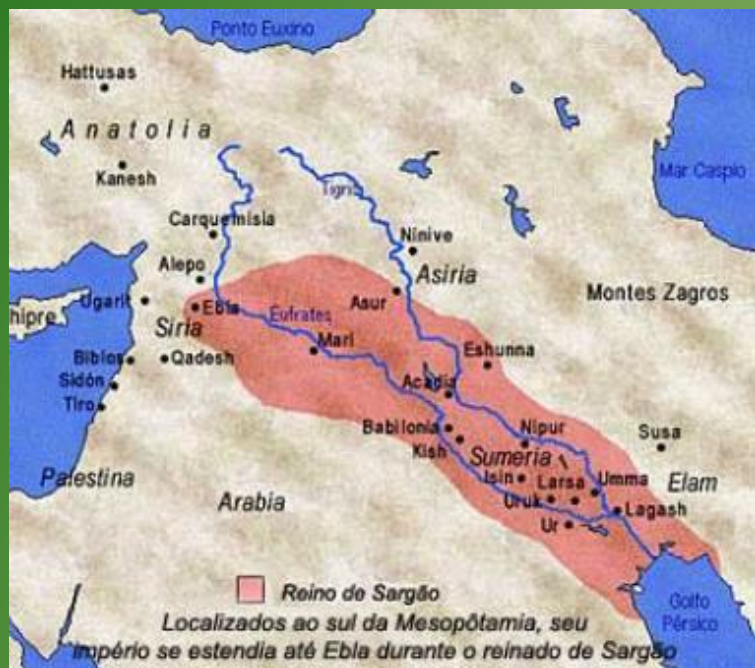 Ponto Euxino
Hattusas
Anatolia
Kanesh
Mar Caspio
Tigris
Carquemisia
Ninive
Alepo
Asiria
Montes Zagros
Ugarit
Ebla
Asur
hipre
Siria
Éufrates
Mari
Eshunna
Biblos
Qadesh
Sidón
Acadia
Tiro
Babilonia
Nipur
Susa
Kish
Sumeria
Palestina
Isin
Larsa
Umma
Elam
Arabia
Uruk
Lagash
Ur
Reino de Sargão
Golfo
Pérsico
Localizados ao sul da Mesopôtamia, seu
império se estendia até Ebla durante o reinado de Sargão